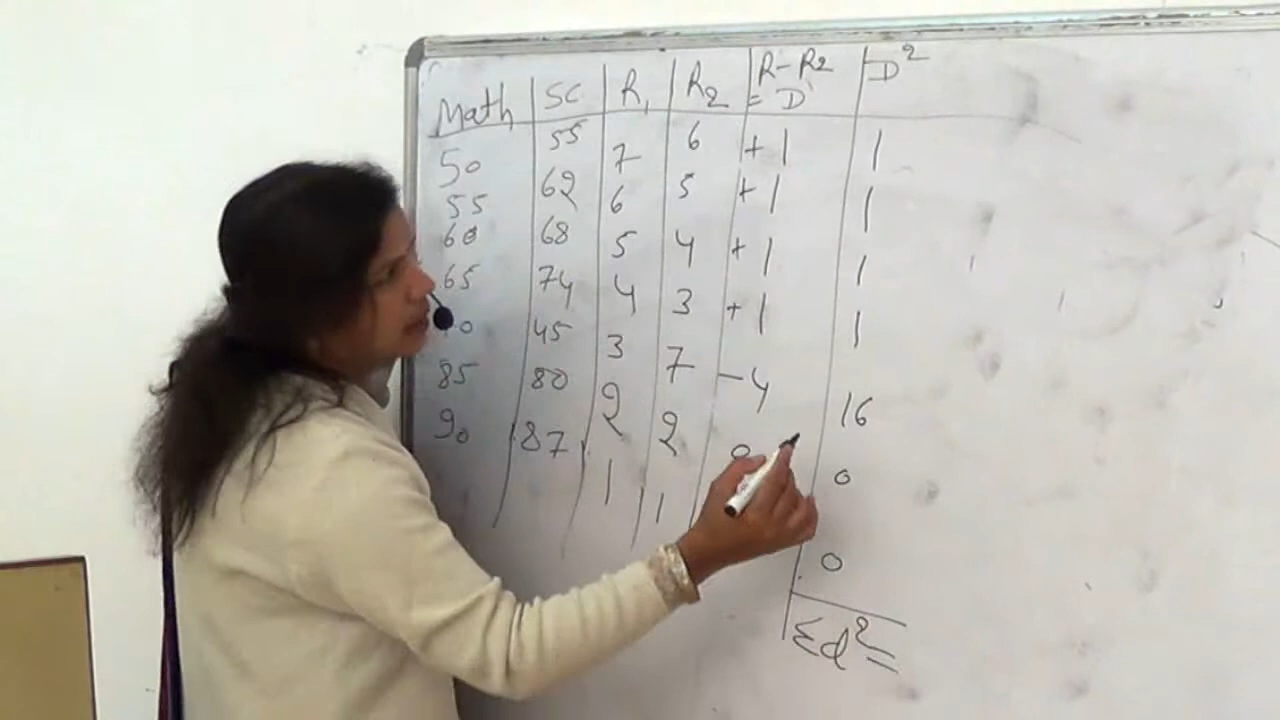 Math SC R1 R2 R-R2 = D D²
50 55 7 6 +1 1
55 62 6 5 +1 1
60 68 5 4 +1 1
65 74 4 3 +1 1
45 3 7 -4 16
85 80 2 2 0 0
90 87 1 1 0
Σd²=